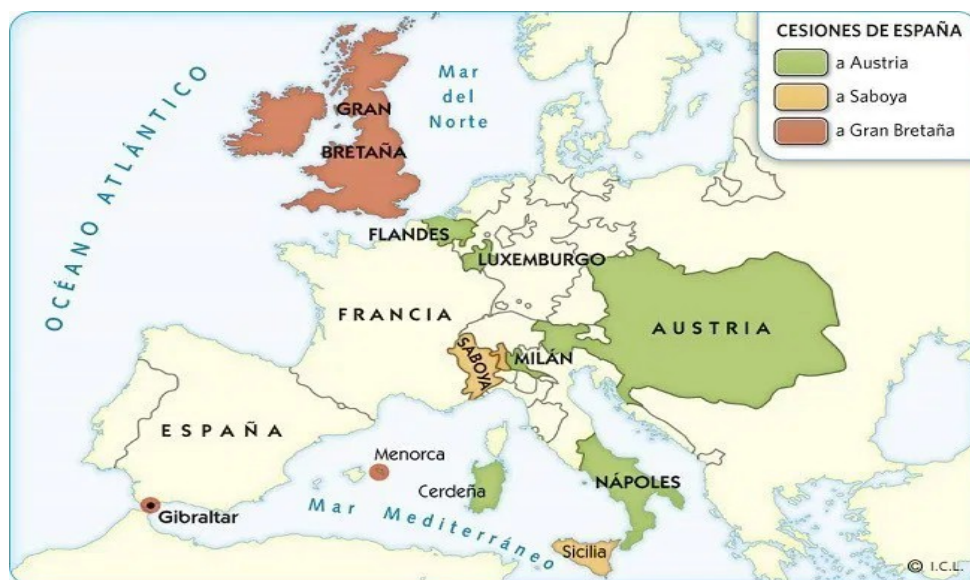 CESIONES DE ESPAÑA
a Austria
a Saboya
a Gran Bretaña
OCÉANO ATLÁNTICO
Mar
del
Norte
GRAN
BRETAÑA
FLANDES
LUXEMBURGO
FRANCIA
AUSTRIA
SABOYA
MILÁN
ESPAÑA
Menorca
Cerdeña
NÁPOLES
Gibraltar
Mar Mediterráneo
Sicilia
© I.C.L.